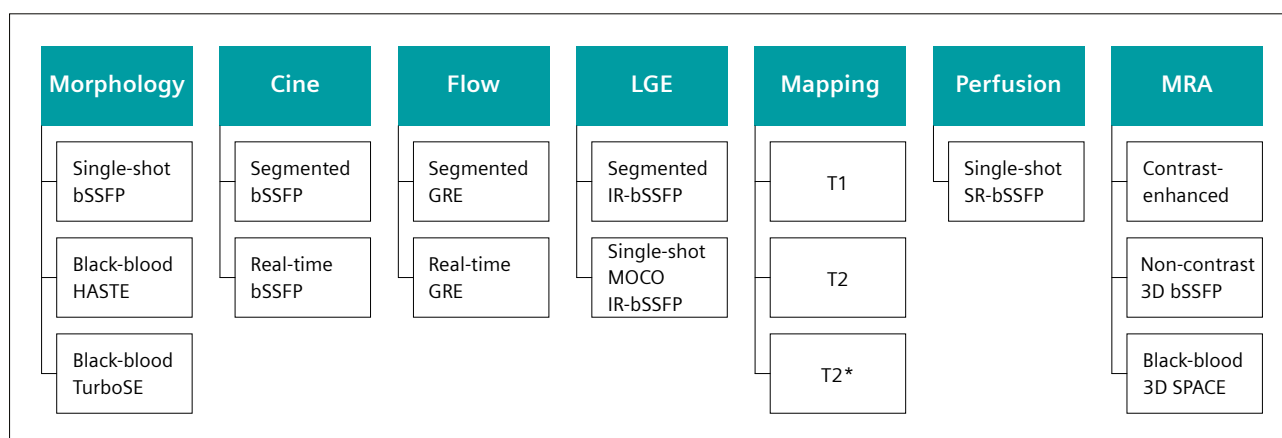 Morphology
Single-shot
bSSFP
Black-blood
HASTE
Black-blood
TurboSE
Cine
Segmented
bSSFP
Real-time
bSSFP
Flow
Segmented
GRE
Real-time
GRE
LGE
Segmented
IR-bSSFP
Single-shot
MOCO
IR-bSSFP
Mapping
T1
T2
T2*
Perfusion
Single-shot
SR-bSSFP
MRA
Contrast-
enhanced
Non-contrast
3D bSSFP
Black-blood
3D SPACE